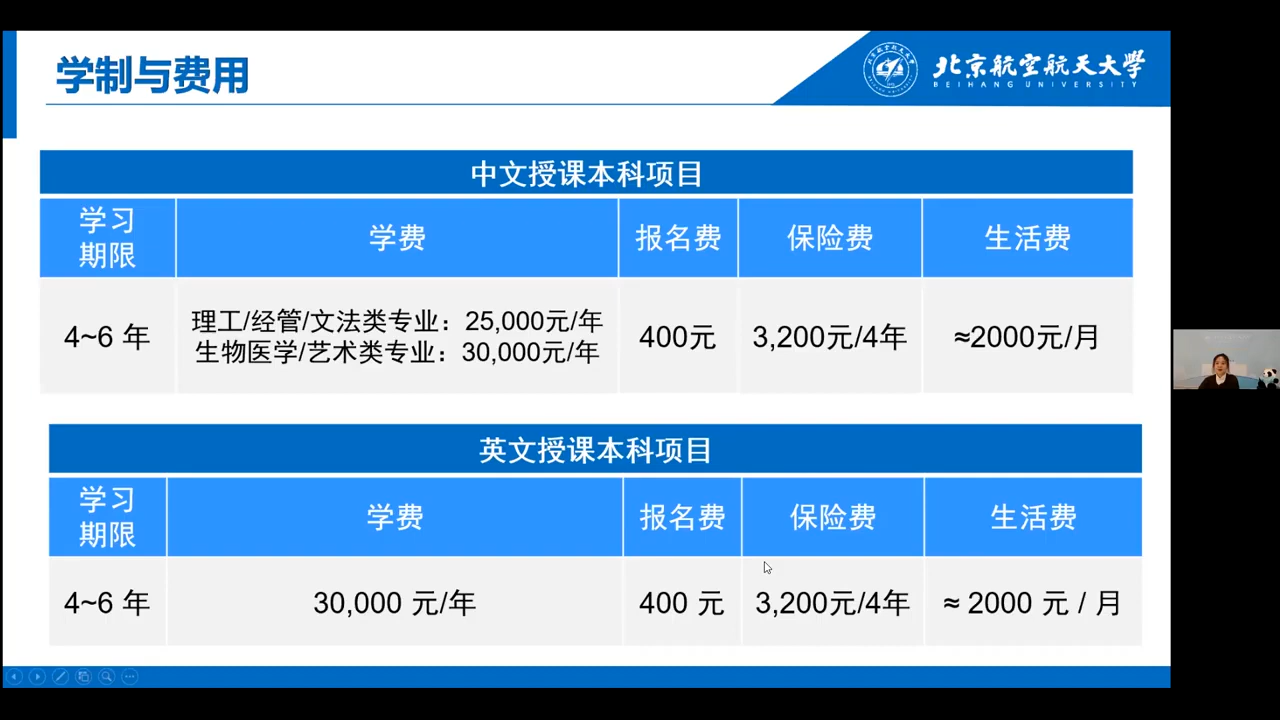 学制与费用
北京航空航天大学
BEIHANG UNIVERSITY
中文授课本科项目
学习
期限
学费
报名费
保险费
生活费
4~6 年
理工/经管/文法类专业：25,000元/年
生物医学/艺术类专业：30,000元/年
400元
3,200元/4年
≈2000元/月
英文授课本科项目
学习
期限
学费
报名费
保险费
生活费
4~6 年
30,000 元/年
400 元
3,200元/4年
≈ 2000 元 / 月